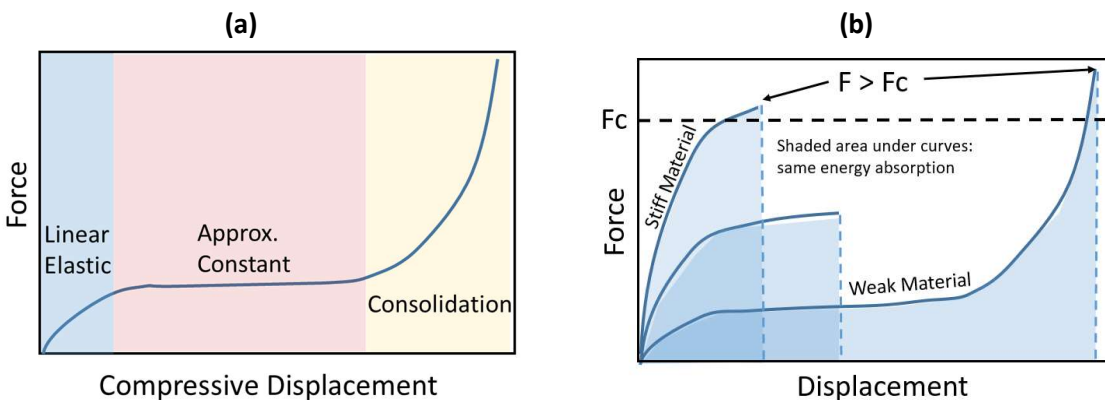 (a)
Force
Linear
Elastic
Approx.
Constant
Consolidation
Compressive Displacement
(b)
F > Fc
Fc
Shaded area under curves:
same energy absorption
Stiff Material
Force
Weak Material
Displacement